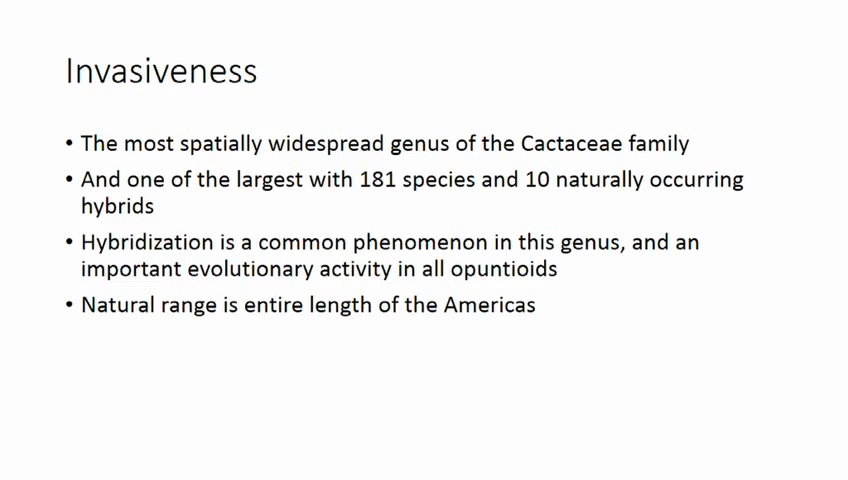 Invasiveness
• The most spatially widespread genus of the Cactaceae family
• And one of the largest with 181 species and 10 naturally occurring
hybrids
• Hybridization is a common phenomenon in this genus, and an
important evolutionary activity in all opuntioids
• Natural range is entire length of the Americas